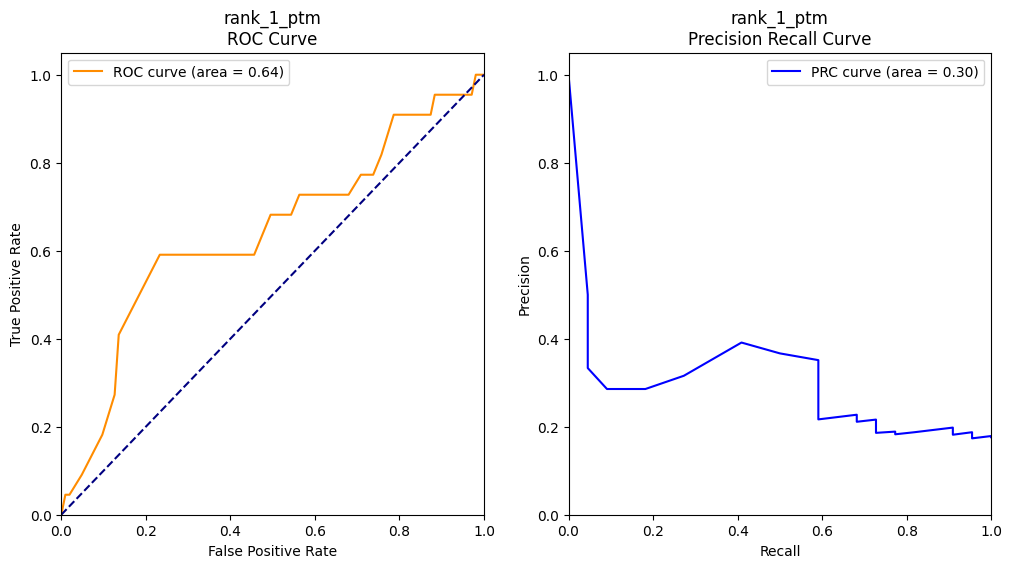 rank_1_ptm
ROC Curve
ROC curve (area = 0.64)
True Positive Rate
1.0
0.8
0.6
0.4
0.2
0.0
0.0 0.2 0.4 0.6 0.8 1.0
False Positive Rate
rank_1_ptm
Precision Recall Curve
PRC curve (area = 0.30)
Precision
1.0
0.8
0.6
0.4
0.2
0.0
0.0 0.2 0.4 0.6 0.8 1.0
Recall